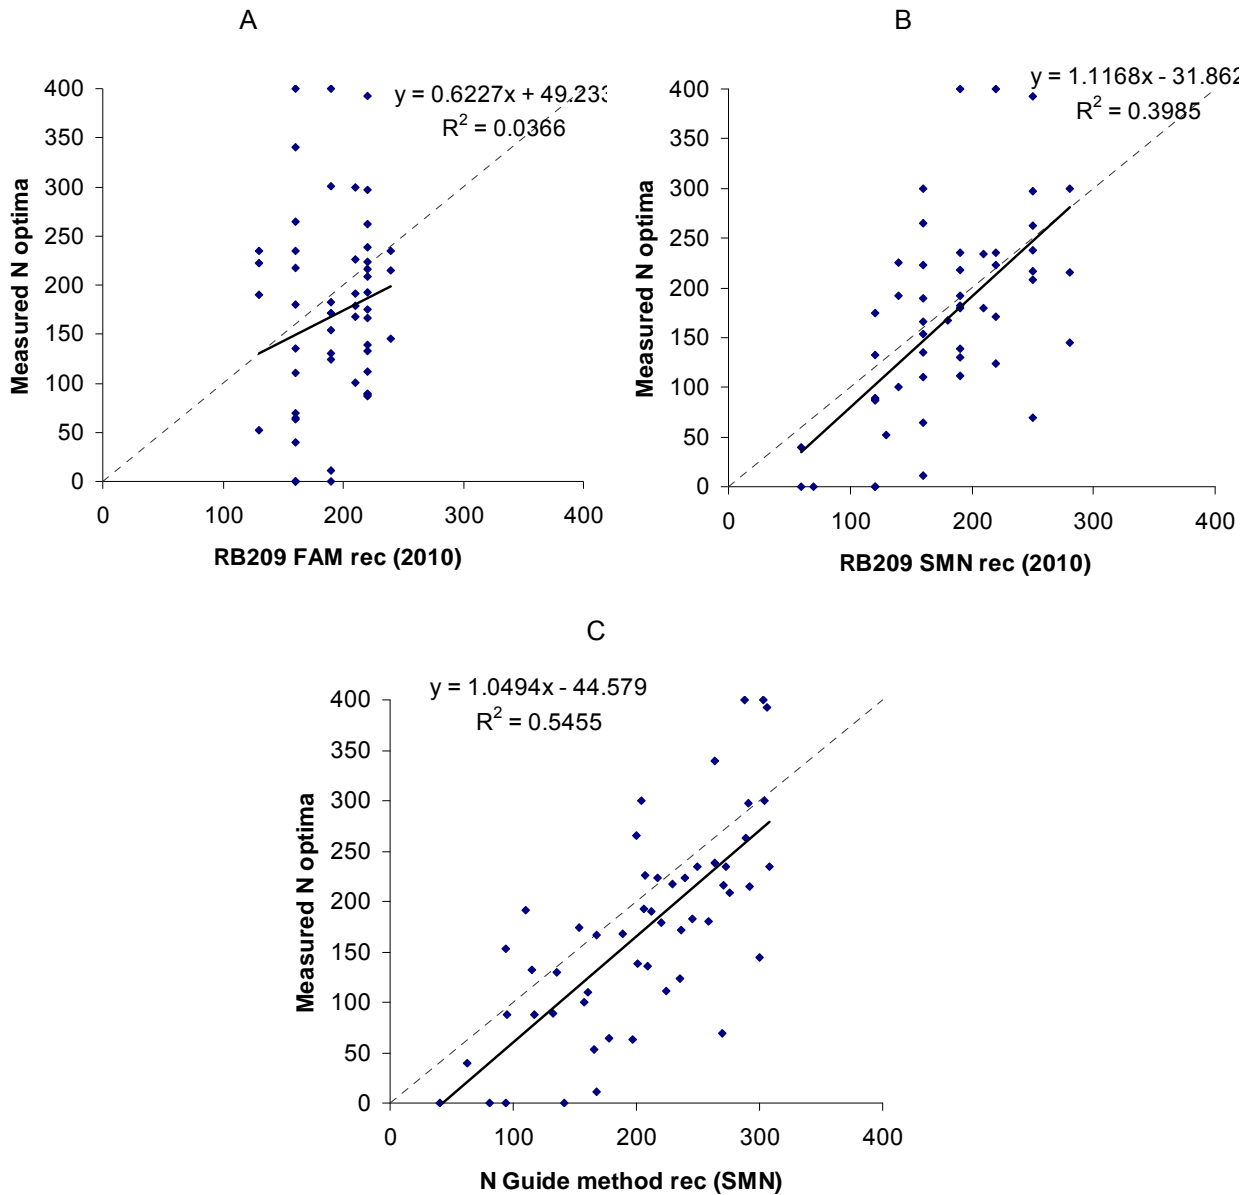 A
y = 0.6227x + 49.233
R² = 0.0366
400
350
300
250
200
150
100
50
0
Measured N optima
0 100 200 300 400
RB209 FAM rec (2010)
B
y = 1.1168x - 31.862
R² = 0.3985
400
350
300
250
200
150
100
50
0
Measured N optima
0 100 200 300 400
RB209 SMN rec (2010)
C
y = 1.0494x - 44.579
R² = 0.5455
400
350
300
250
200
150
100
50
0
Measured N optima
0 100 200 300 400
N Guide method rec (SMN)